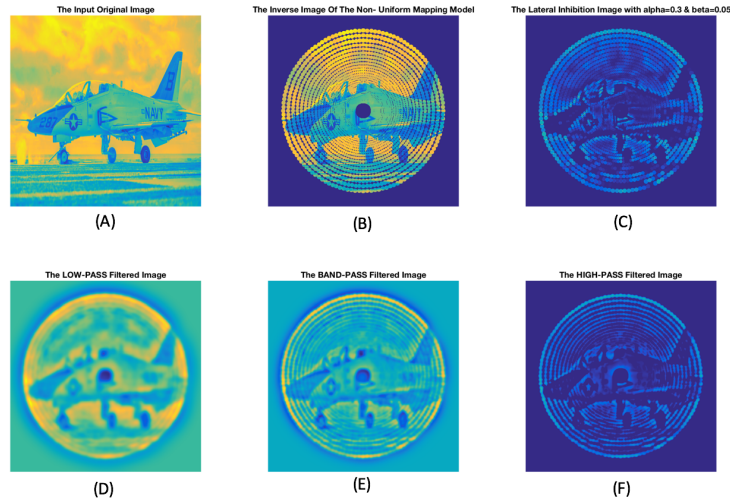 The Input Original Image
The Inverse Image Of The Non- Uniform Mapping Model
The Lateral Inhibition Image with alpha=0.3 & beta=0.05
NAVY
B
(A)
(B)
(C)
The LOW-PASS Filtered Image
The BAND-PASS Filtered Image
The HIGH-PASS Filtered Image
(D)
(E)
(F)